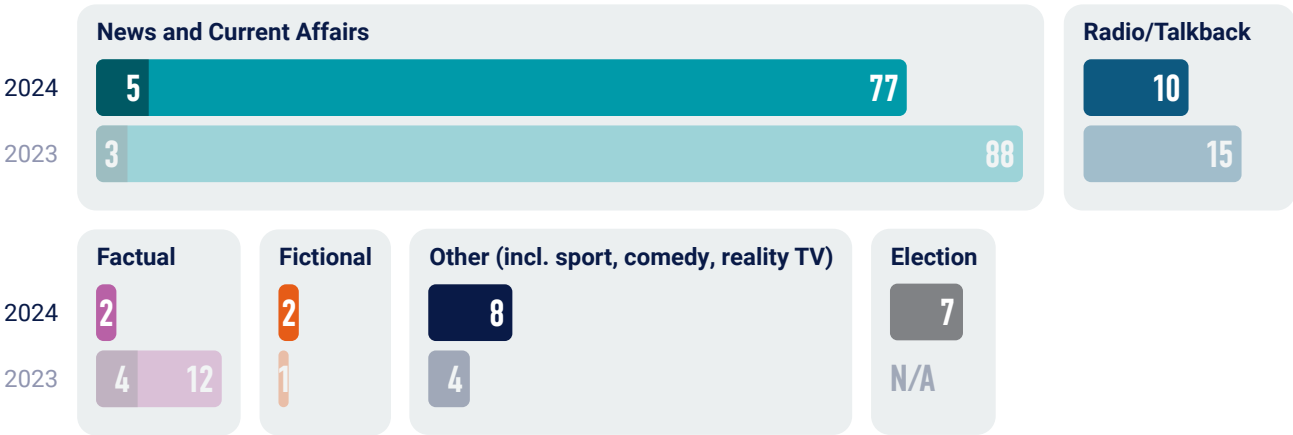 News and Current Affairs
Radio/Talkback
2024
5
77
10
2023
3
88
15
Factual
Fictional
Other (incl. sport, comedy, reality TV)
Election
2024
2
2
8
7
2023
4
12
1
4
N/A